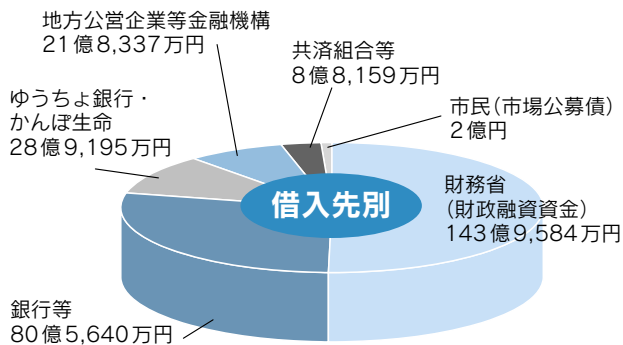 地方公営企業等金融機構
21億8,337万円
共済組合等
8億8,159万円
市民(市場公募債)
2億円
ゆうちょ銀行・
かんぽ生命
28億9,195万円
借入先別
財務省
(財政融資資金)
143億9,584万円
銀行等
80億5,640万円